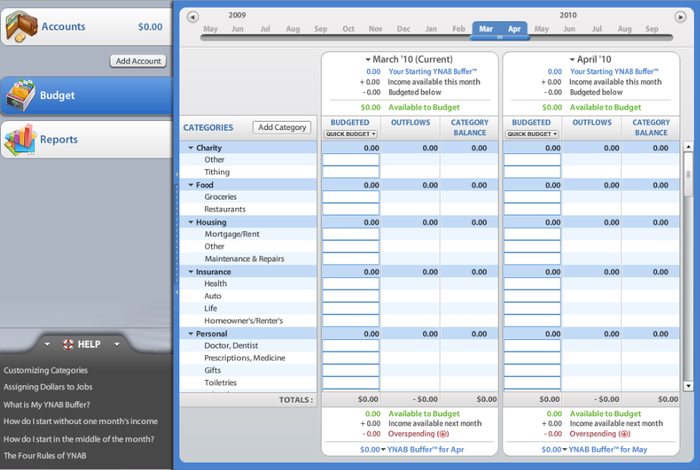 Accounts $0.00
Add Account
Budget
Reports
HELP
Customizing Categories
Assigning Dollars to Jobs
What is My YNAB Buffer?
How do I start without one month's income
How do I start in the middle of the month?
The Four Rules of YNAB
2009 2010
May Jun Jul Aug Sep Oct Nov Dec Jan Feb Mar Apr May Jun Jul Aug Sep
March '10 (Current) April '10
0.00 Your Starting YNAB Buffer™ 0.00 Your Starting YNAB Buffer™
+ 0.00 Income available this month + 0.00 Income available this month
- 0.00 Budgeted below - 0.00 Budgeted below
$0.00 Available to Budget $0.00 Available to Budget
CATEGORIES Add Category BUDGETED OUTFLOWS CATEGORY BALANCE BUDGETED OUTFLOWS CATEGORY BALANCE
QUICK BUDGET QUICK BUDGET
Charity 0.00 0.00 0.00 0.00 0.00 0.00
Other
Tithing
Food 0.00 0.00 0.00 0.00 0.00 0.00
Groceries
Restaurants
Housing 0.00 0.00 0.00 0.00 0.00 0.00
Mortgage/Rent
Other
Maintenance & Repairs
Insurance 0.00 0.00 0.00 0.00 0.00 0.00
Health
Auto
Life
Homeowner's/Renter's
Personal 0.00 0.00 0.00 0.00 0.00 0.00
Doctor, Dentist
Prescriptions, Medicine
Gifts
Toiletries
TOTALS : $0.00 - $0.00 $0.00 $0.00 - $0.00 $0.00
0.00 Available to Budget 0.00 Available to Budget
+ 0.00 Income available next month + 0.00 Income available next month
- 0.00 Overspending ( ) - 0.00 Overspending ( )
$0.00 YNAB Buffer™ for Apr $0.00 YNAB Buffer™ for May